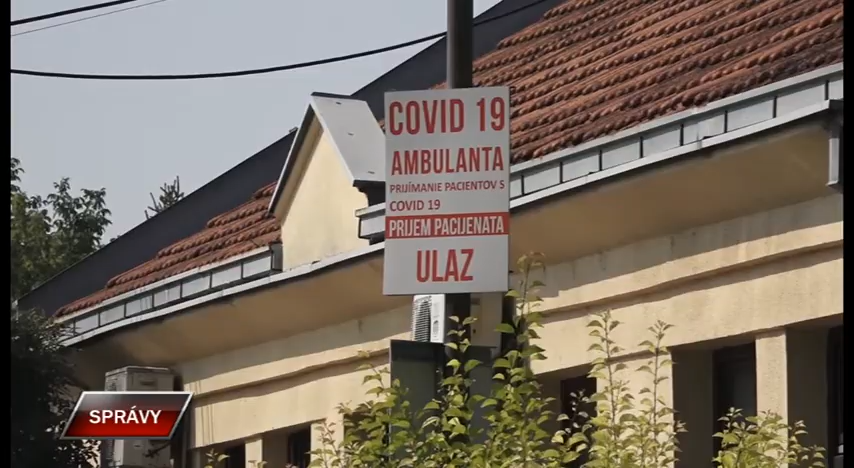 COVID 19
AMBULANTA
PRIJÍMANIE PACIENTOV S
COVID 19
PRIJEM PACIJENATA
ULAZ
SPRÁVY